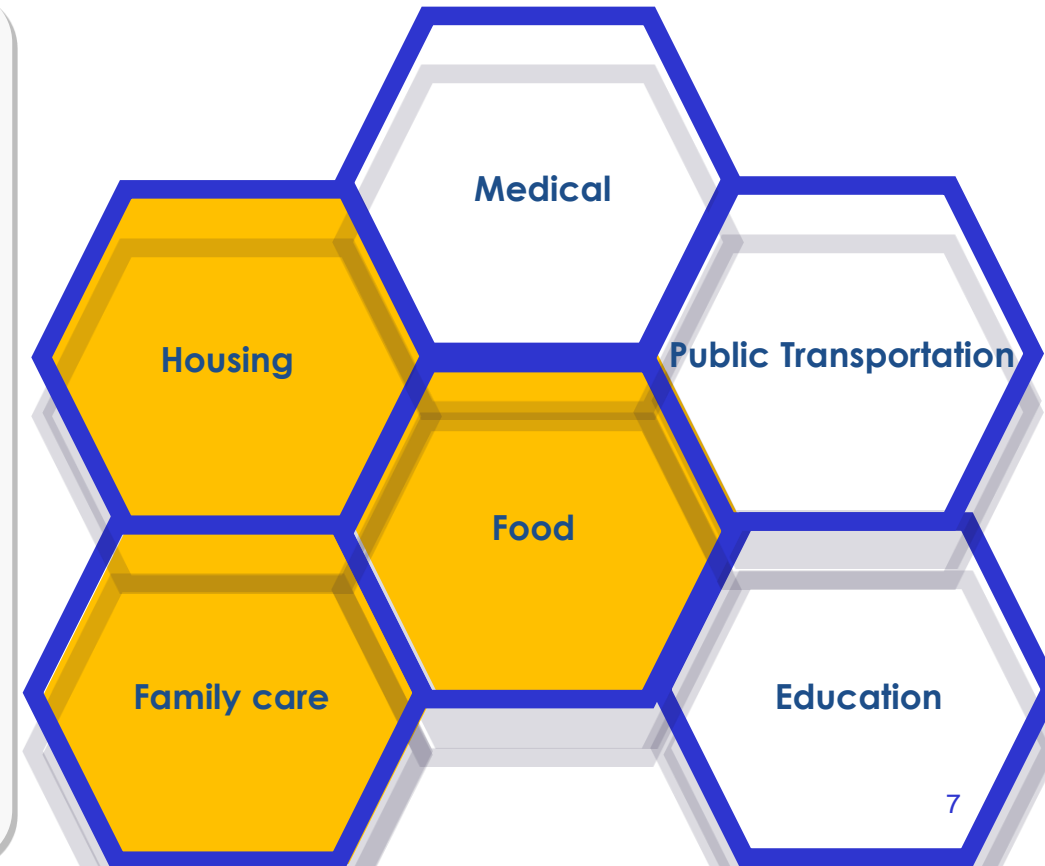 Medical
Housing
Public Transportation
Food
Family care
Education
7